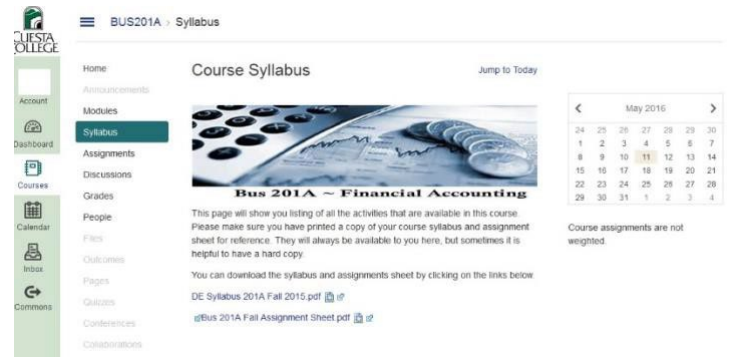 CUESTA
COLLEGE
Account
Dashboard
Courses
Calendar
Inbox
Commons
BUS201A › Syllabus
Home
Announcements
Modules
Syllabus
Assignments
Discussions
Grades
People
Files
Outcomes
Pages
Quizzes
Conferences
Collaborations
Course Syllabus
Jump to Today
Bus 201A ~ Financial Accounting
This page will show you listing of all the activities that are available in this course
Please make sure you have printed a copy of your course syllabus and assignment
sheet for reference. They will always be available to you here, but sometimes it is
helpful to have a hard copy.
You can download the syllabus and assignments sheet by clicking on the links below
DE Syllabus 201A Fall 2015.pdf
Bus 201A Fall Assignment Sheet.pdf
May 2016
24 25 26 27 28 29 30
1 2 3 4 5 6 7
8 9 10 11 12 13 14
15 16 17 18 19 20 21
22 23 24 25 26 27 28
29 30 31 1 2 3 4
Course assignments are not
weighted.